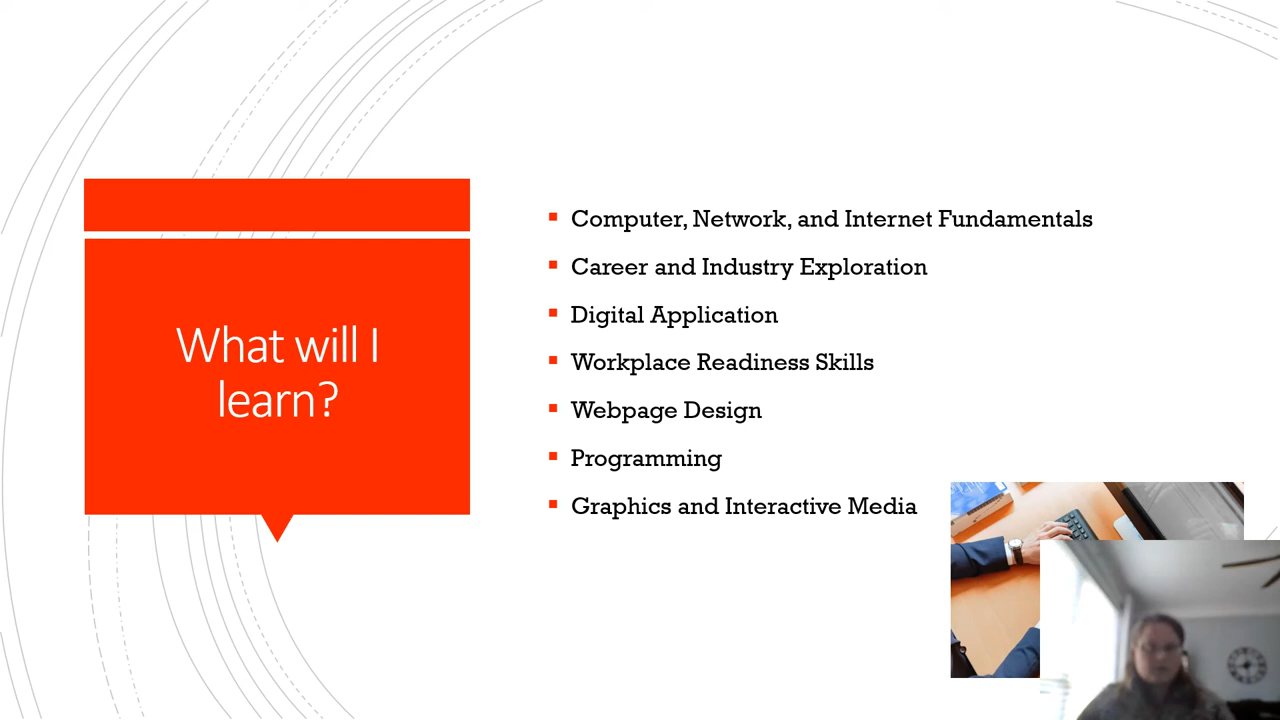 What will I
learn?
Computer, Network, and Internet Fundamentals
Career and Industry Exploration
Digital Application
Workplace Readiness Skills
Webpage Design
Programming
Graphics and Interactive Media